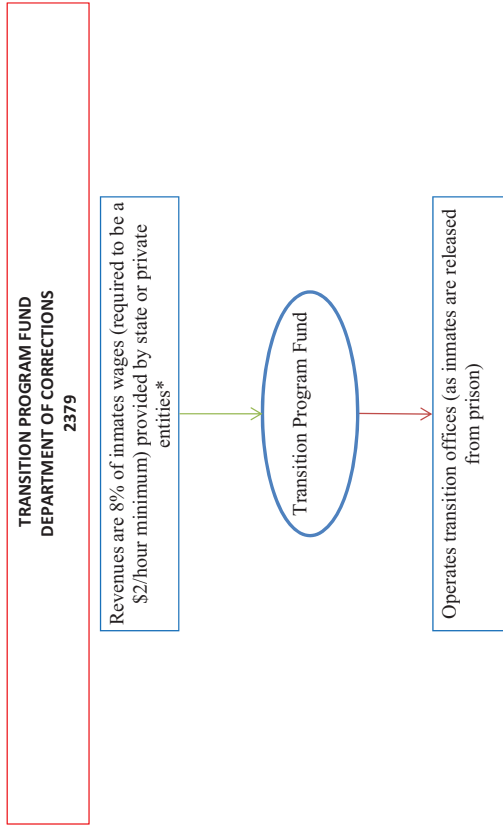 TRANSITION PROGRAM FUND
DEPARTMENT OF CORRECTIONS
2379
Revenues are 8% of inmates wages (required to be a
$2/hour minimum) provided by state or private
entities*
Transition Program Fund
Operates transition offices (as inmates are released
from prison)